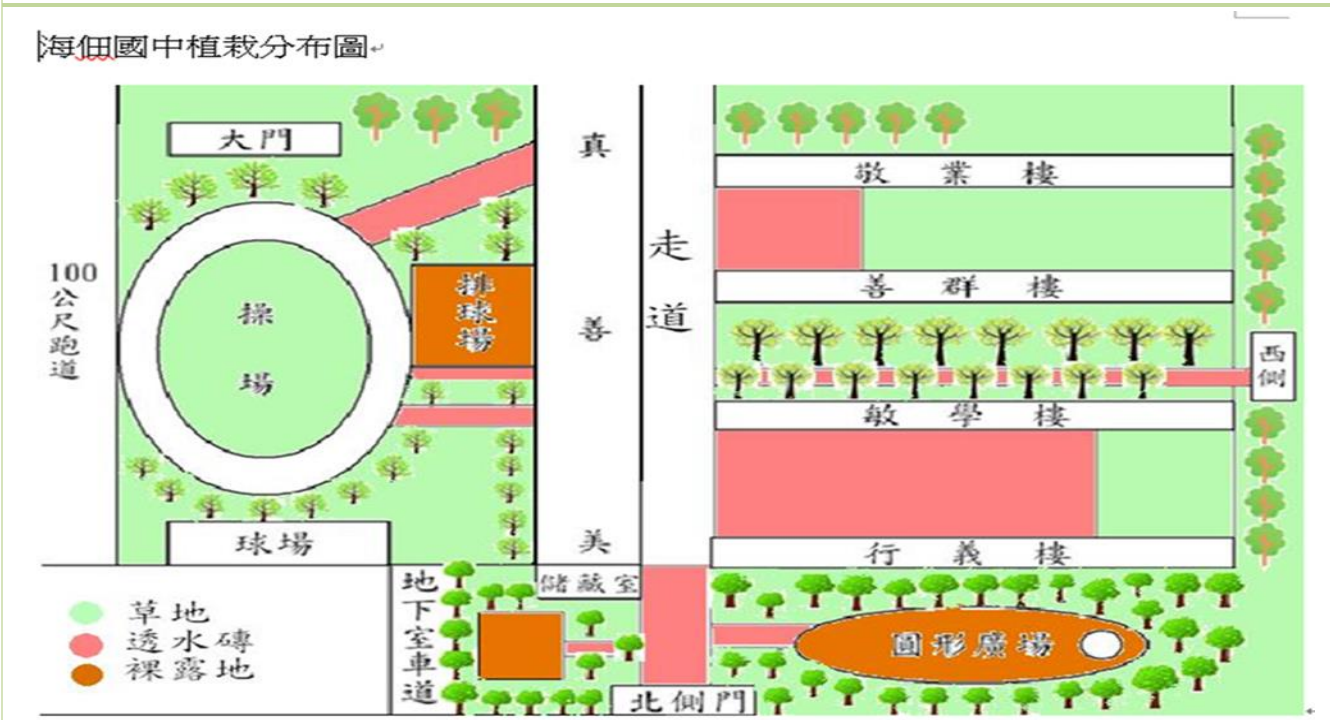 海佃國中植栽分布圖
大門
真
善
美
走
道
敬業樓
100
公
尺
跑
道
操
場
排
球
場
善群樓
西
側
敏學樓
球場
行義樓
地
下
室
車
道
儲藏室
草地
透水磚
裸露地
圓形廣場
北側門